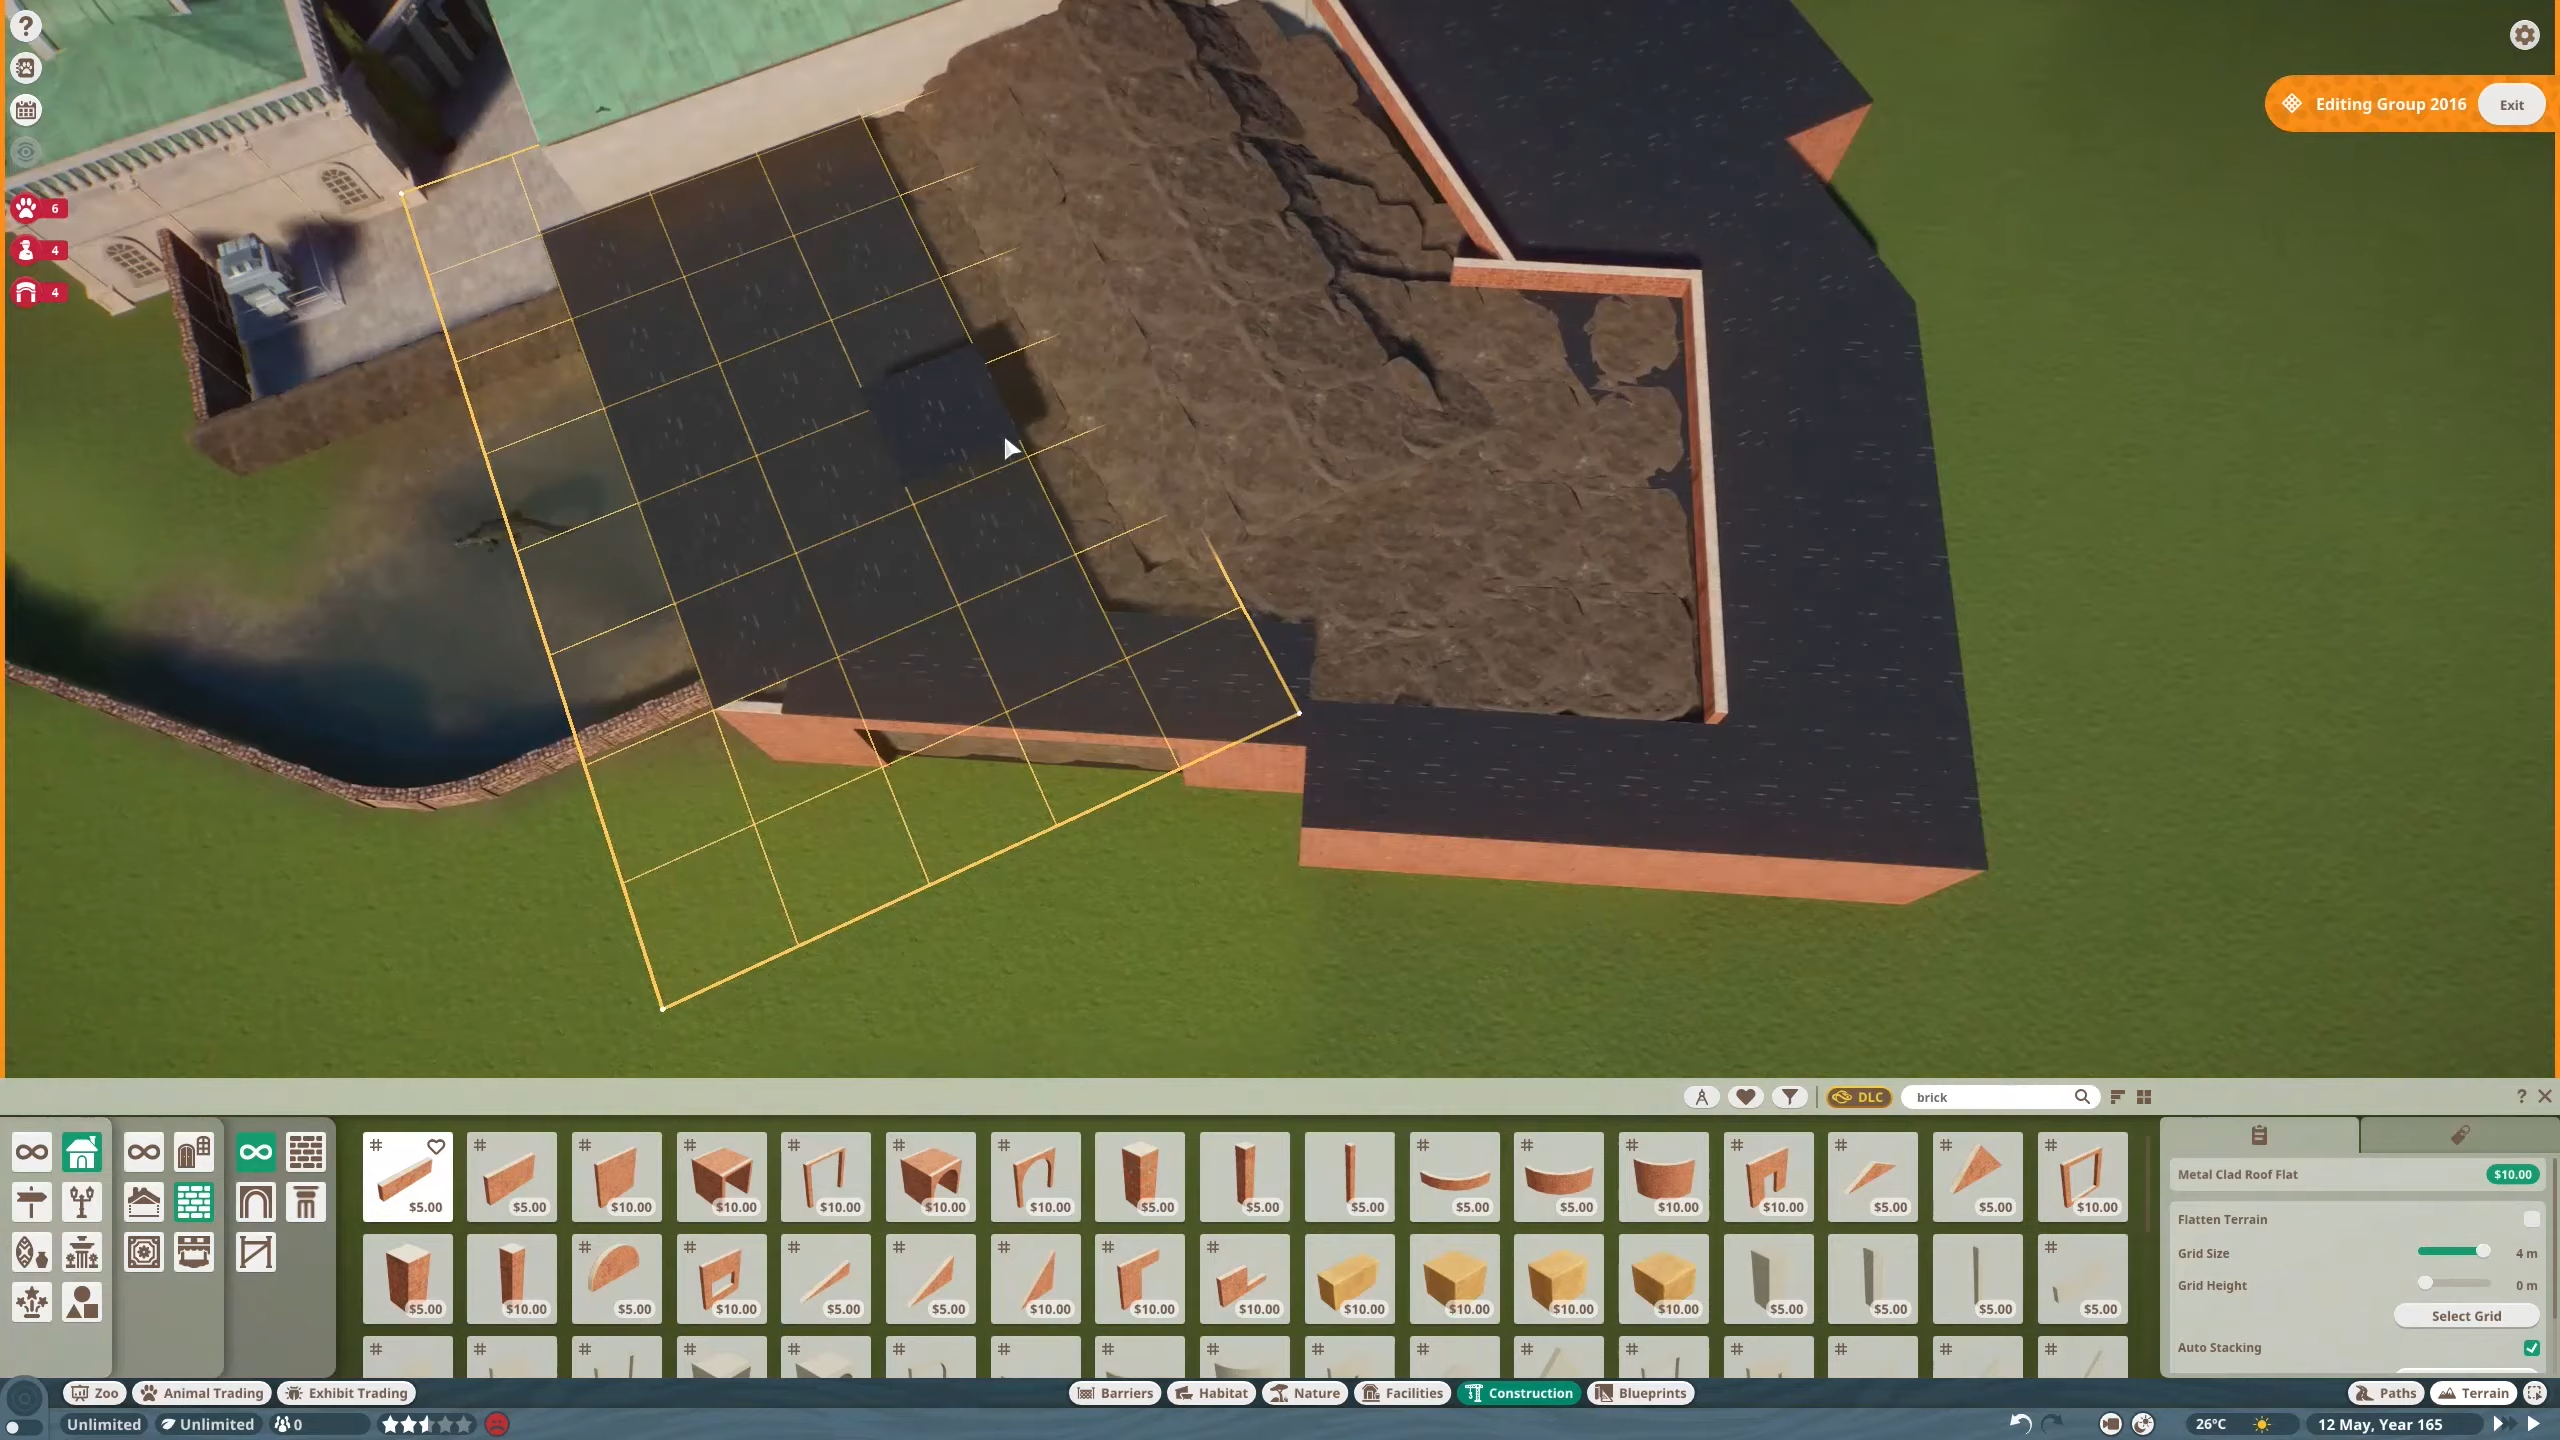 ?
Editing Group 2016 Exit
6
4
4
DLC brick ?
$5.00 $5.00 $10.00 $10.00 $10.00 $10.00 $10.00 $5.00 $5.00 $5.00 $5.00 $5.00 $10.00 $10.00 $5.00 $5.00 $10.00
$5.00 $10.00 $5.00 $10.00 $5.00 $5.00 $10.00 $10.00 $10.00 $10.00 $10.00 $10.00 $10.00 $5.00 $5.00 $5.00 $5.00
Metal Clad Roof Flat $10.00
Flatten Terrain
Grid Size 4 m
Grid Height 0 m
Select Grid
Auto Stacking
Zoo Animal Trading Exhibit Trading Barriers Habitat Nature Facilities Construction Blueprints Paths Terrain
Unlimited Unlimited 0 26°C 12 May, Year 165